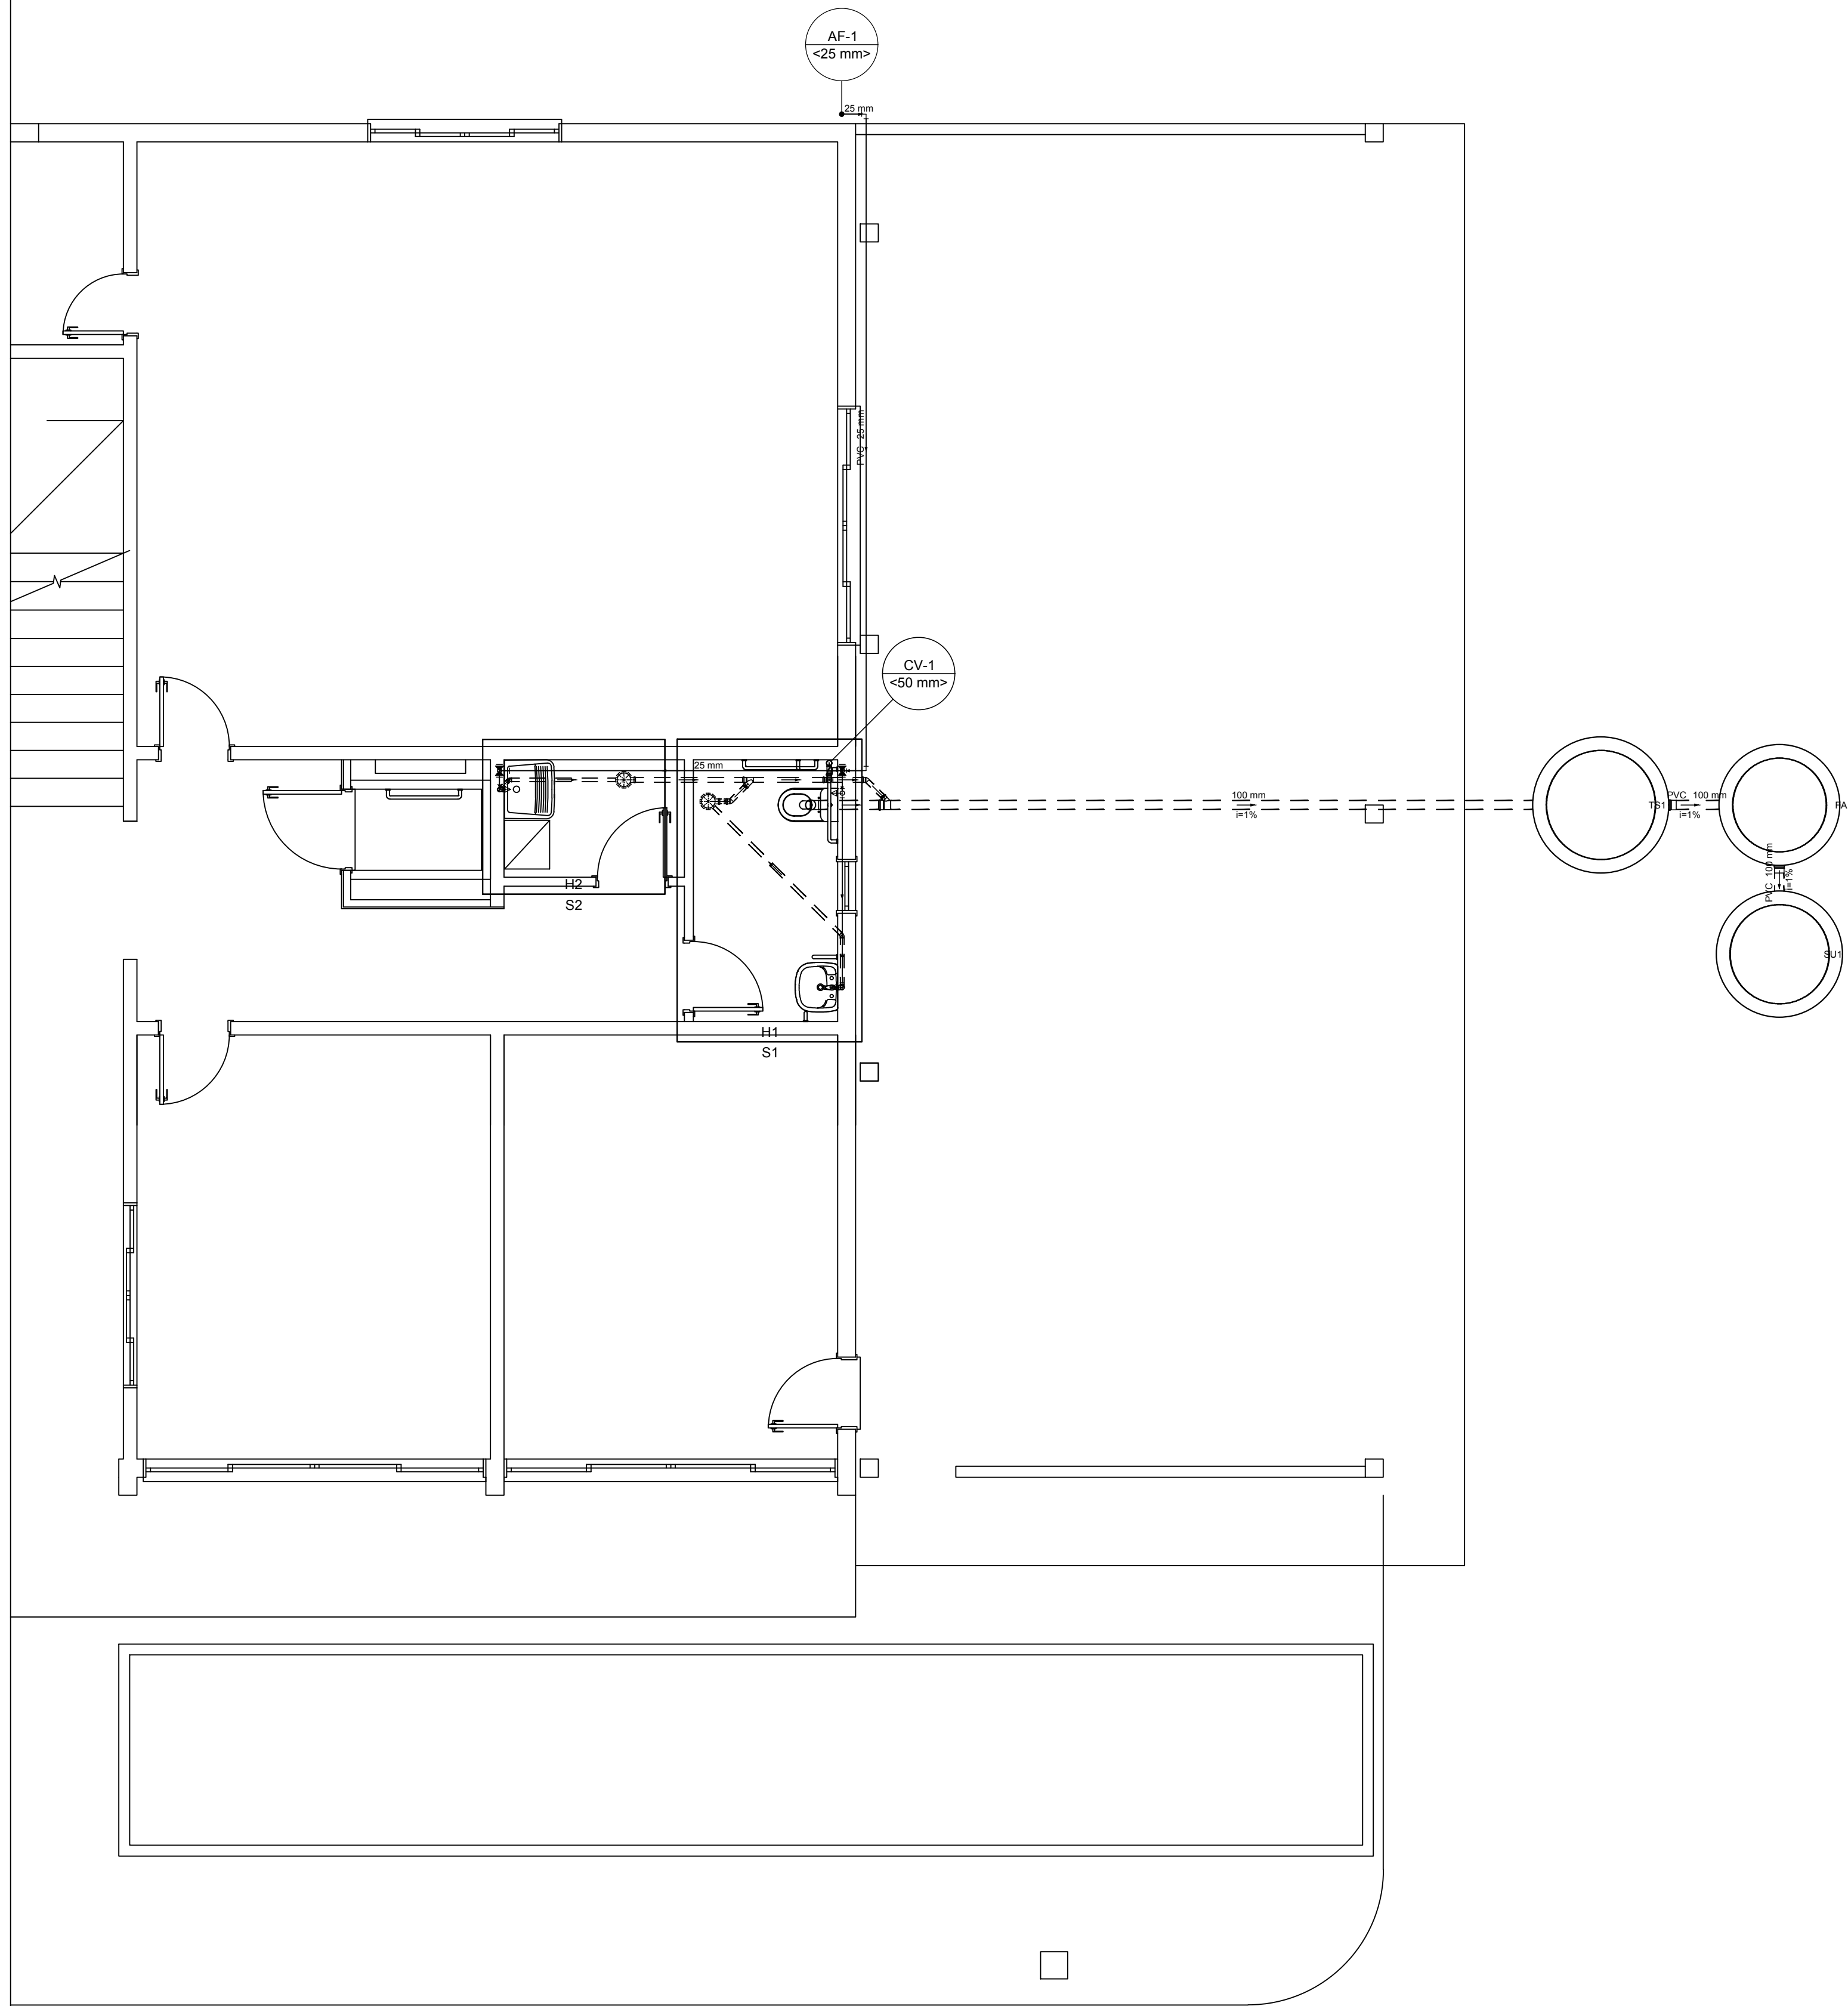 AF-1
<25 mm>
25 mm
PVC 25 mm
CV-1
<50 mm>
25 mm
100 mm
i=1%
TS1
PVC 100 mm
i=1%
PVC 100 mm
i=1%
SU1
H2
S2
H1
S1